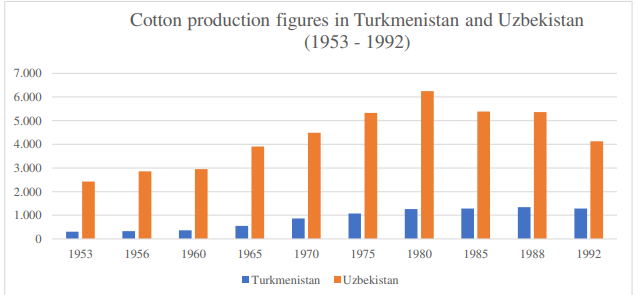 Cotton production figures in Turkmenistan and Uzbekistan
(1953 - 1992)
7.000
6.000
5.000
4.000
3.000
2.000
1.000
0
1953 1956 1960 1965 1970 1975 1980 1985 1988 1992
Turkmenistan Uzbekistan